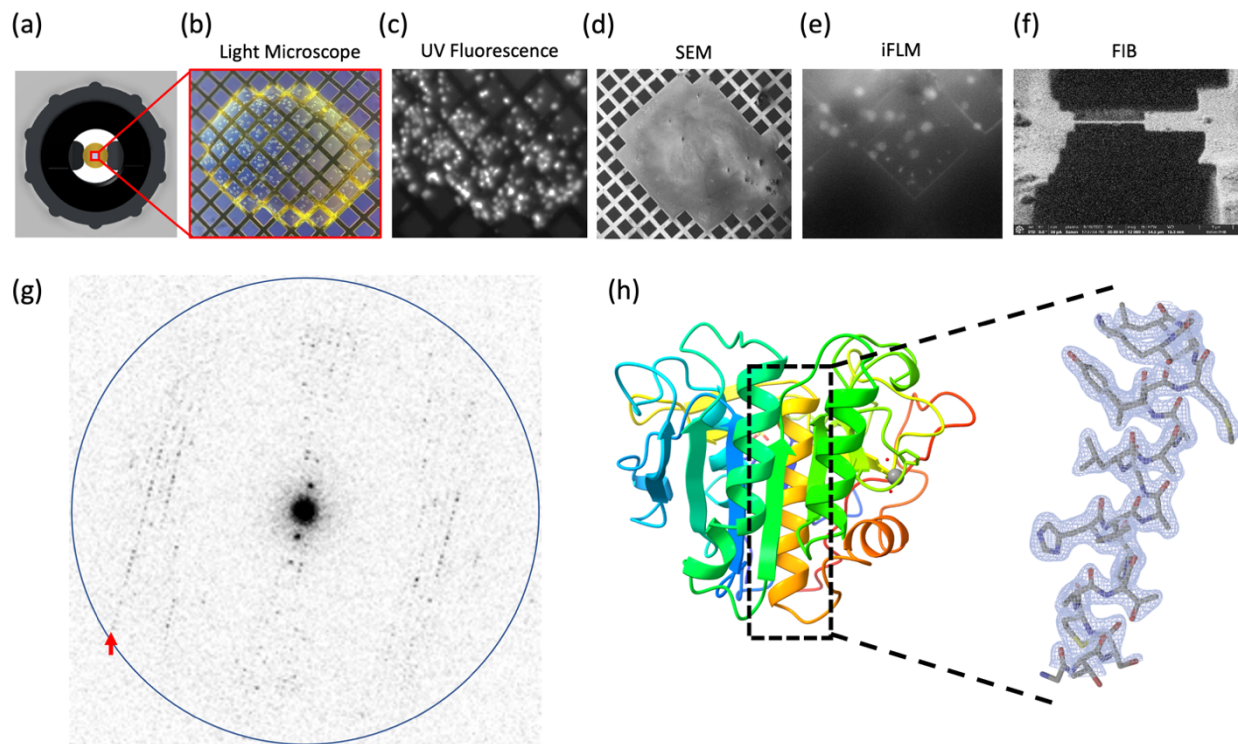 (a)
(b)
(c)
(d)
(e)
(f)
Light Microscope
UV Fluorescence
SEM
iFLM
FIB
(g)
(h)